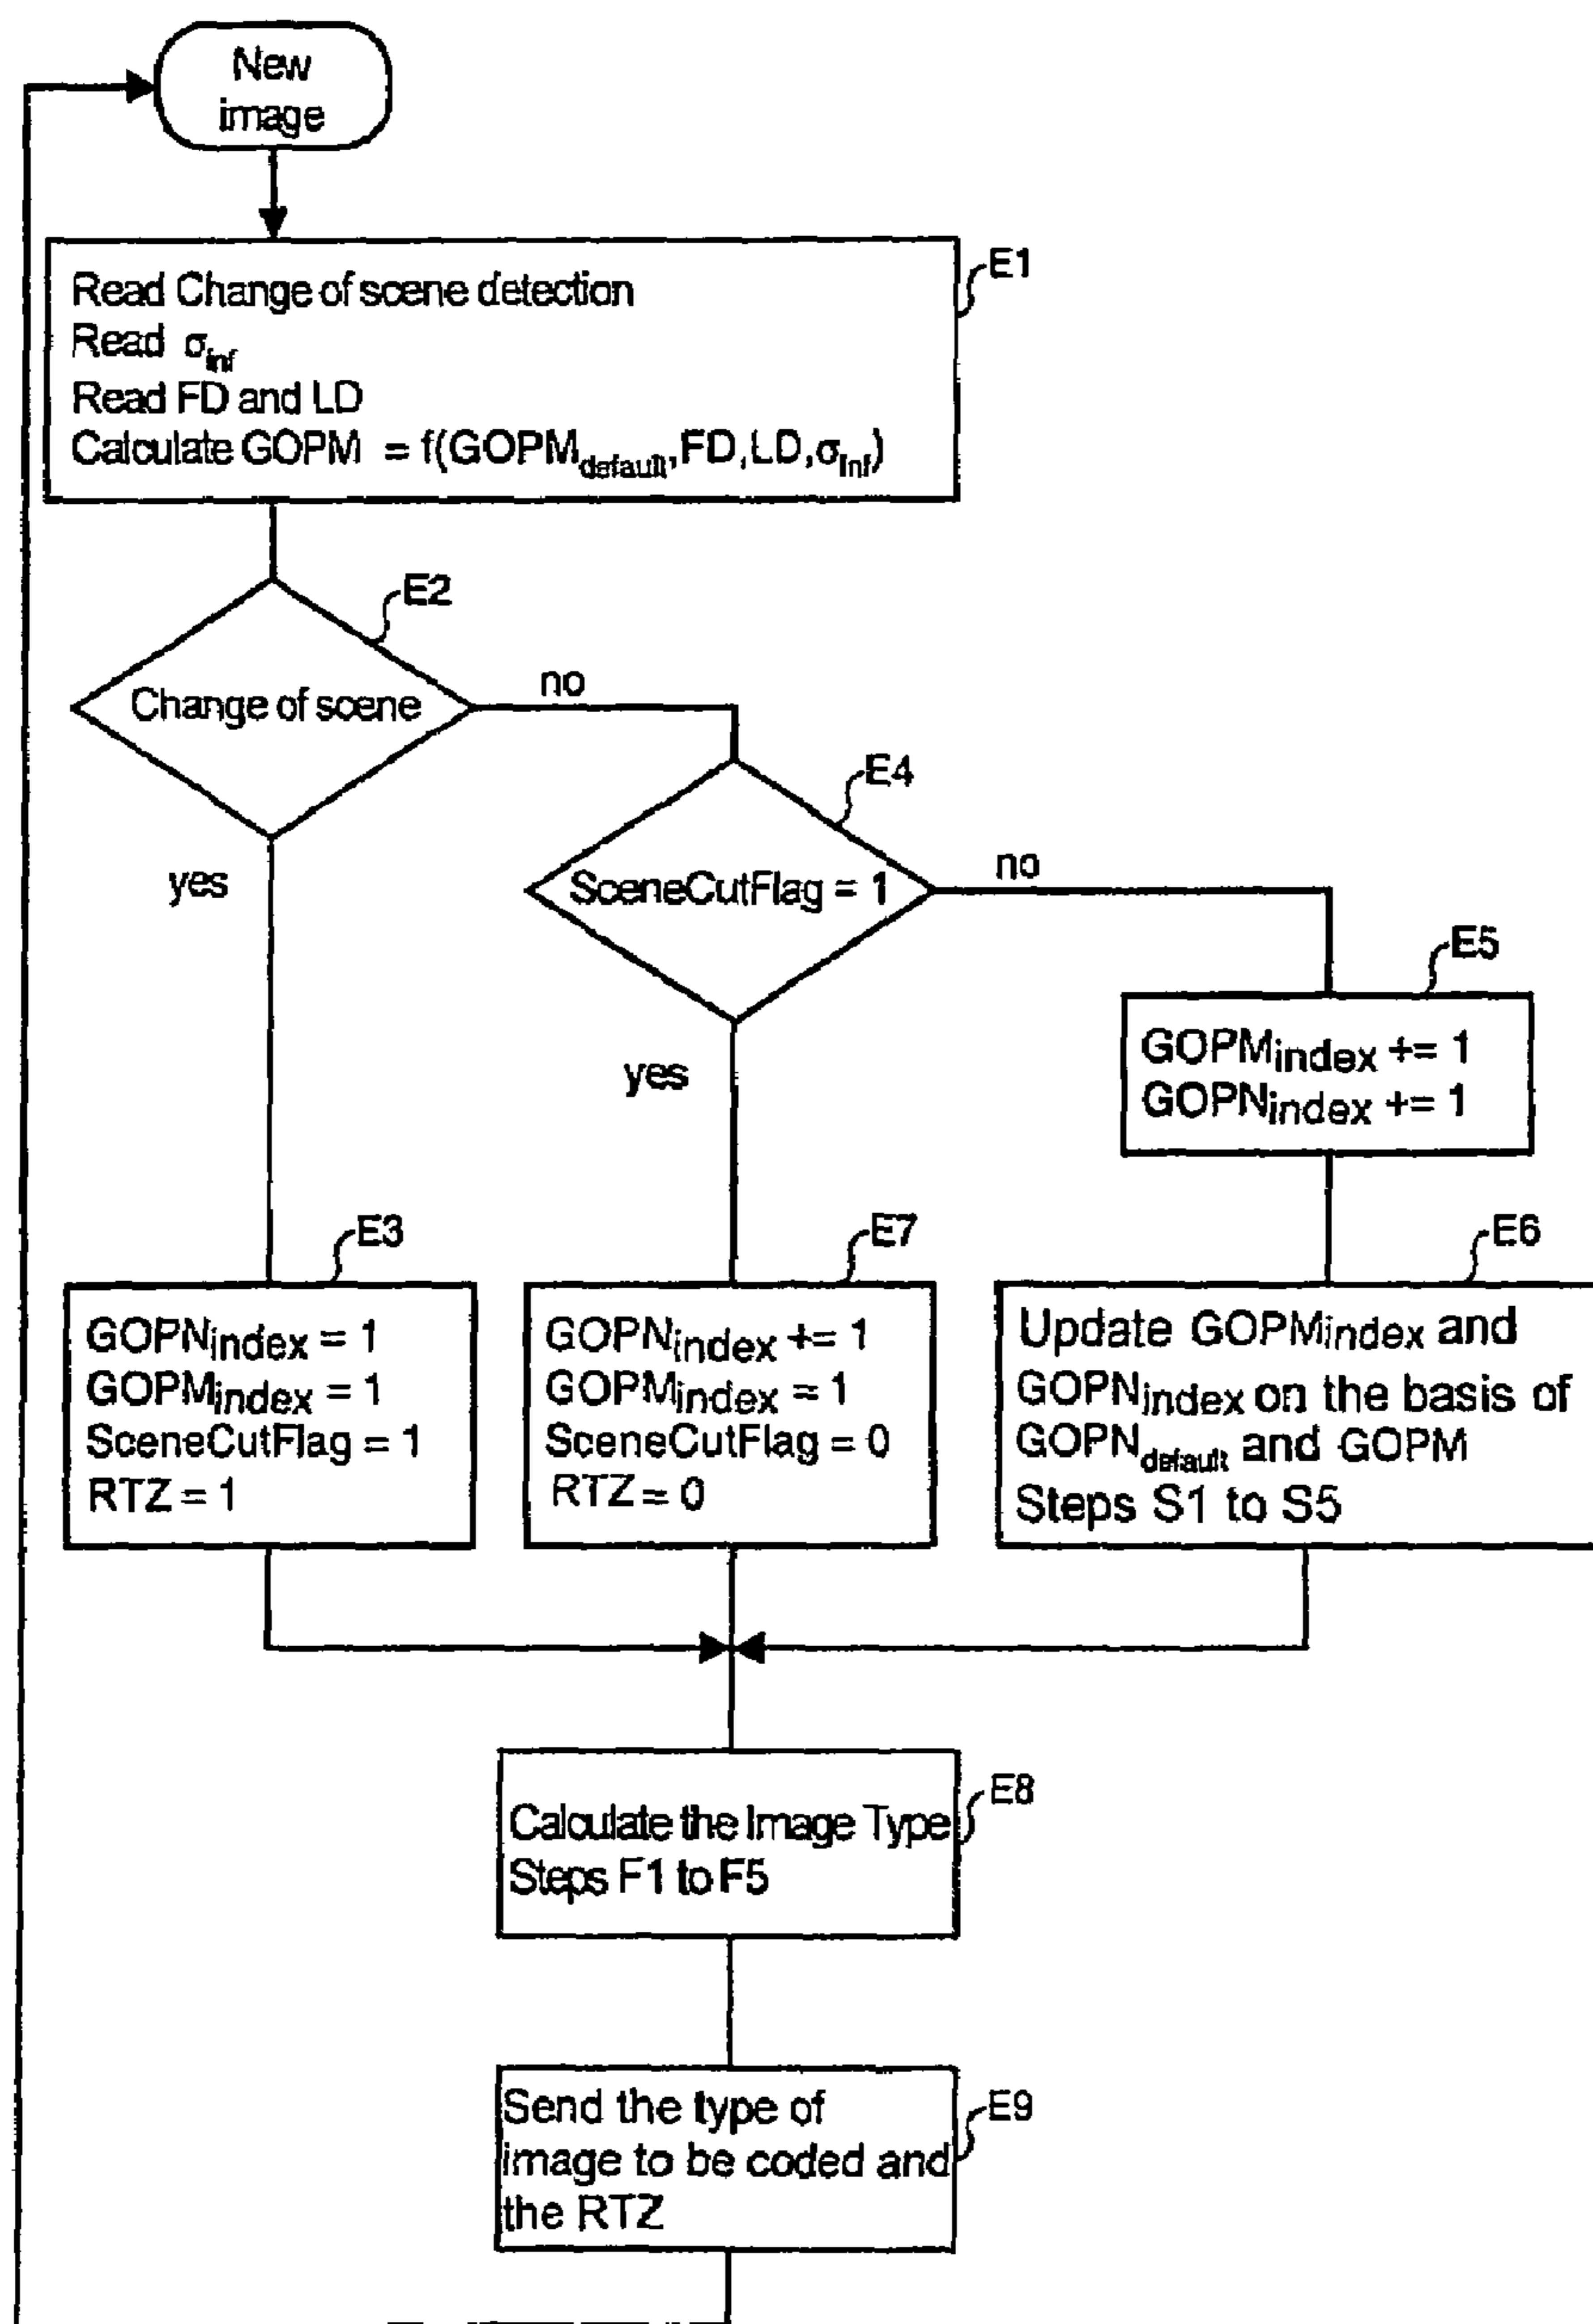 New
image
E1
Read Change of scene detection
Read σinf
Read FD and LD
Calculate GOPM = f(GOPMdefault,FD,LD,σinf)
E2
Change of scene
no
yes
E4
SceneCutFlag = 1
no
yes
E5
GOPMindex += 1
GOPNindex += 1
E3
GOPNindex = 1
GOPMindex = 1
SceneCutFlag = 1
RTZ = 1
E7
GOPNindex += 1
GOPMindex = 1
SceneCutFlag = 0
RTZ = 0
E6
Update GOPMindex and
GOPNindex on the basis of
GOPNdefault and GOPM
Steps S1 to S5
E8
Calculate the Image Type
Steps F1 to F5
E9
Send the type of
image to be coded and
the RTZ